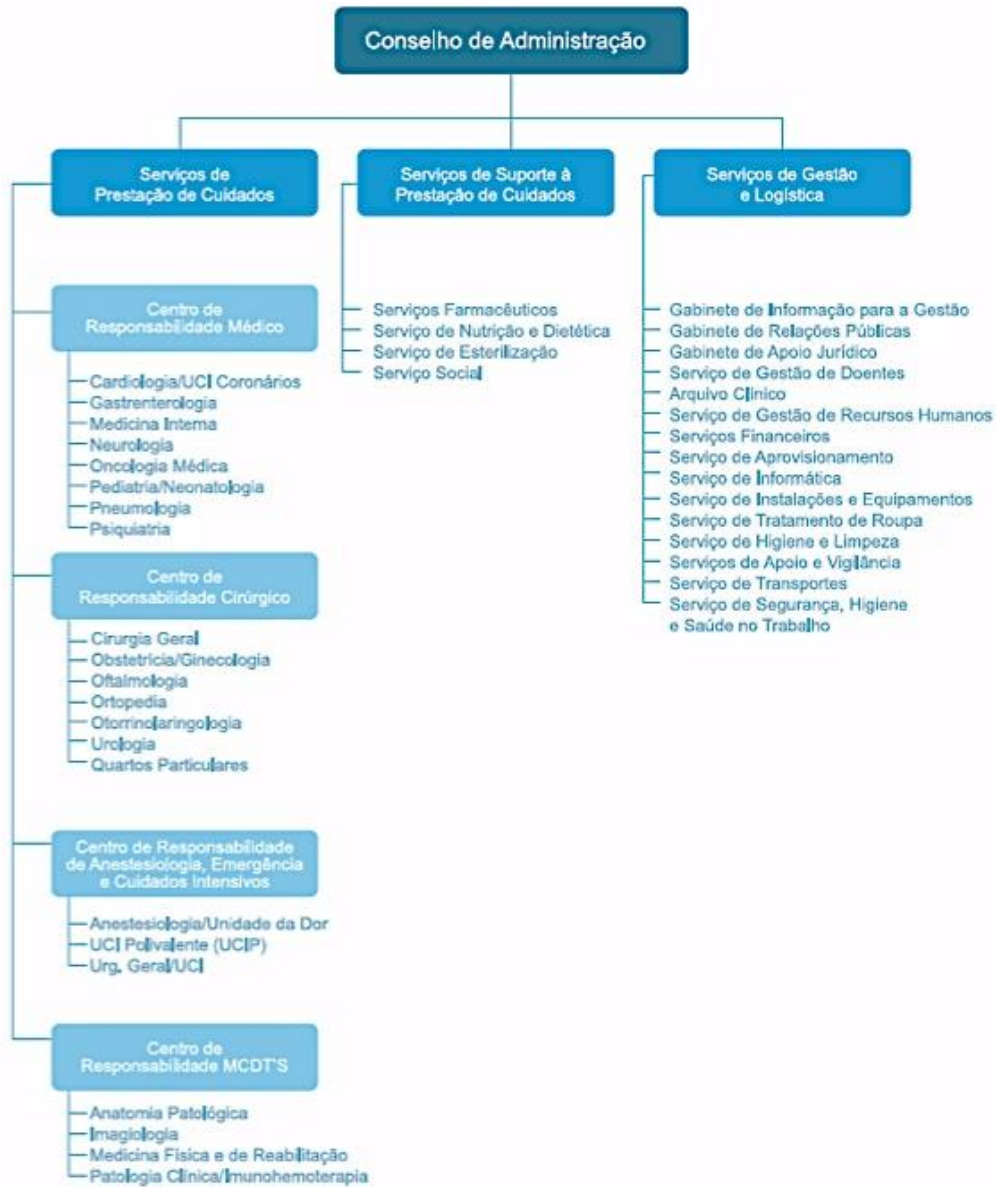 Conselho de Administração
Serviços de
Prestação de Cuidados
Serviços de Suporte à
Prestação de Cuidados
Serviços de Gestão
e Logística
Centro de
Responsabilidade Médico
Cardiologia/UCI Coronários
Gastrenterologia
Medicina Interna
Neurologia
Oncologia Médica
Pediatria/Neonatologia
Pneumologia
Psiquiatria
Centro de
Responsabilidade Cirúrgico
Cirurgia Geral
Obstetrícia/Ginecologia
Oftalmologia
Ortopedia
Otorrinolaringologia
Urologia
Quartos Particulares
Centro de Responsabilidade
de Anestesiologia, Emergência
e Cuidados Intensivos
Anestesiologia/Unidade da Dor
UCI Polivalente (UCIP)
Urg. Geral/UCI
Centro de
Responsabilidade MCDT'S
Anatomia Patológica
Imagiologia
Medicina Física e de Reabilitação
Patologia Clínica/Imunohemoterapia
Serviços Farmacêuticos
Serviço de Nutrição e Dietética
Serviço de Esterilização
Serviço Social
Gabinete de Informação para a Gestão
Gabinete de Relações Públicas
Gabinete de Apoio Jurídico
Serviço de Gestão de Doentes
Arquivo Clínico
Serviço de Gestão de Recursos Humanos
Serviços Financeiros
Serviço de Aprovisionamento
Serviço de Informática
Serviço de Instalações e Equipamentos
Serviço de Tratamento de Roupa
Serviço de Higiene e Limpeza
Serviços de Apoio e Vigilância
Serviço de Transportes
Serviço de Segurança, Higiene
e Saúde no Trabalho